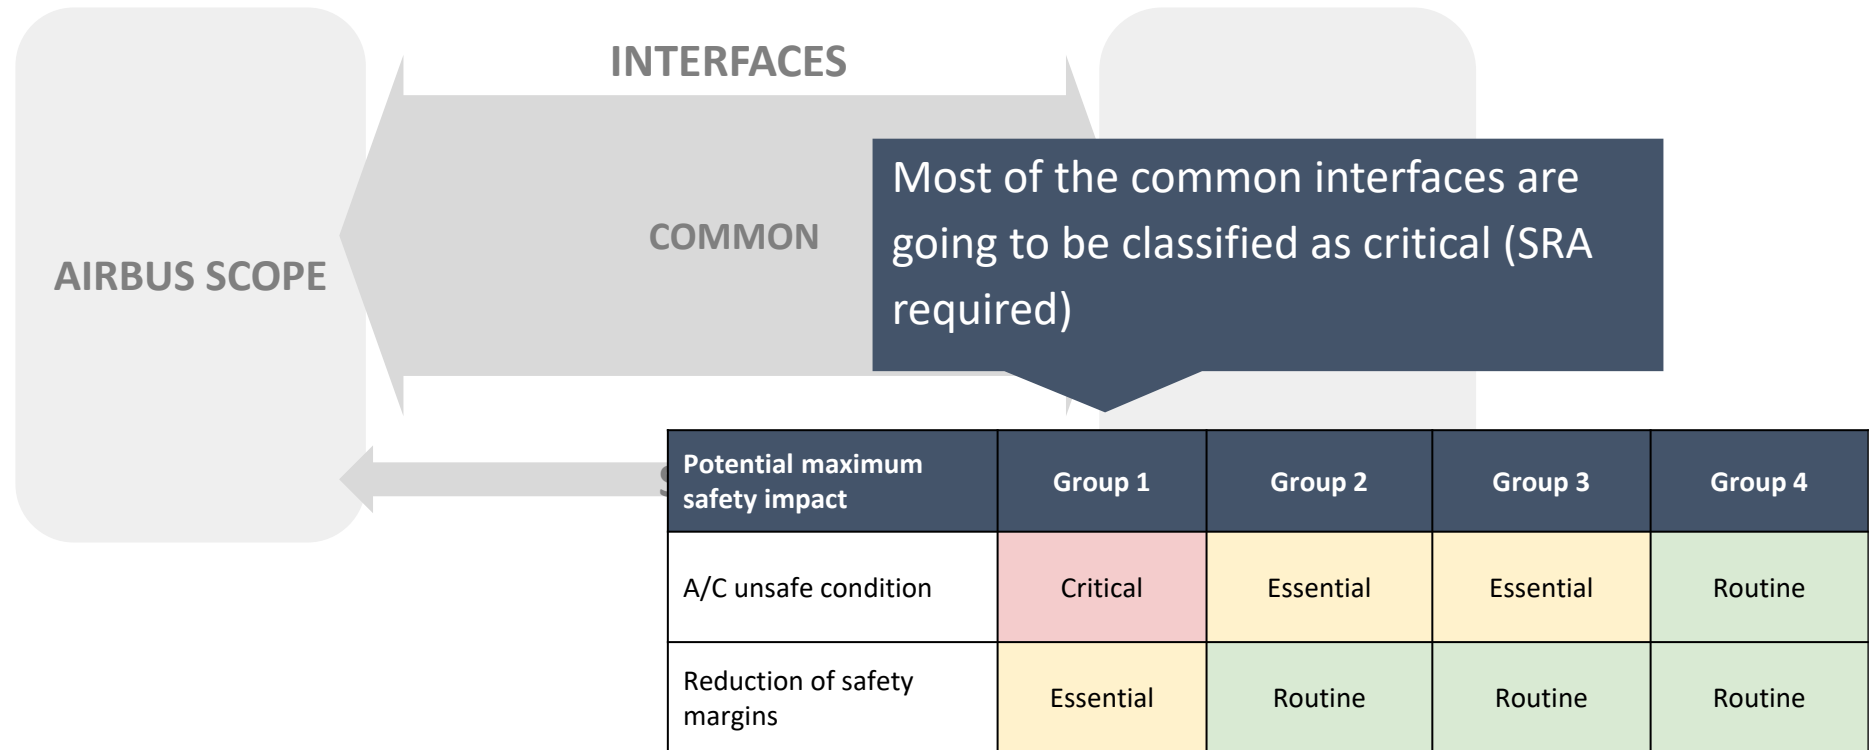 INTERFACES
Most of the common interfaces are
going to be classified as critical (SRA
required)
COMMON
AIRBUS SCOPE
Potential maximum
safety impact
Group 1
Group 2
Group 3
Group 4
A/C unsafe condition
Critical
Essential
Essential
Routine
Reduction of safety
margins
Essential
Routine
Routine
Routine